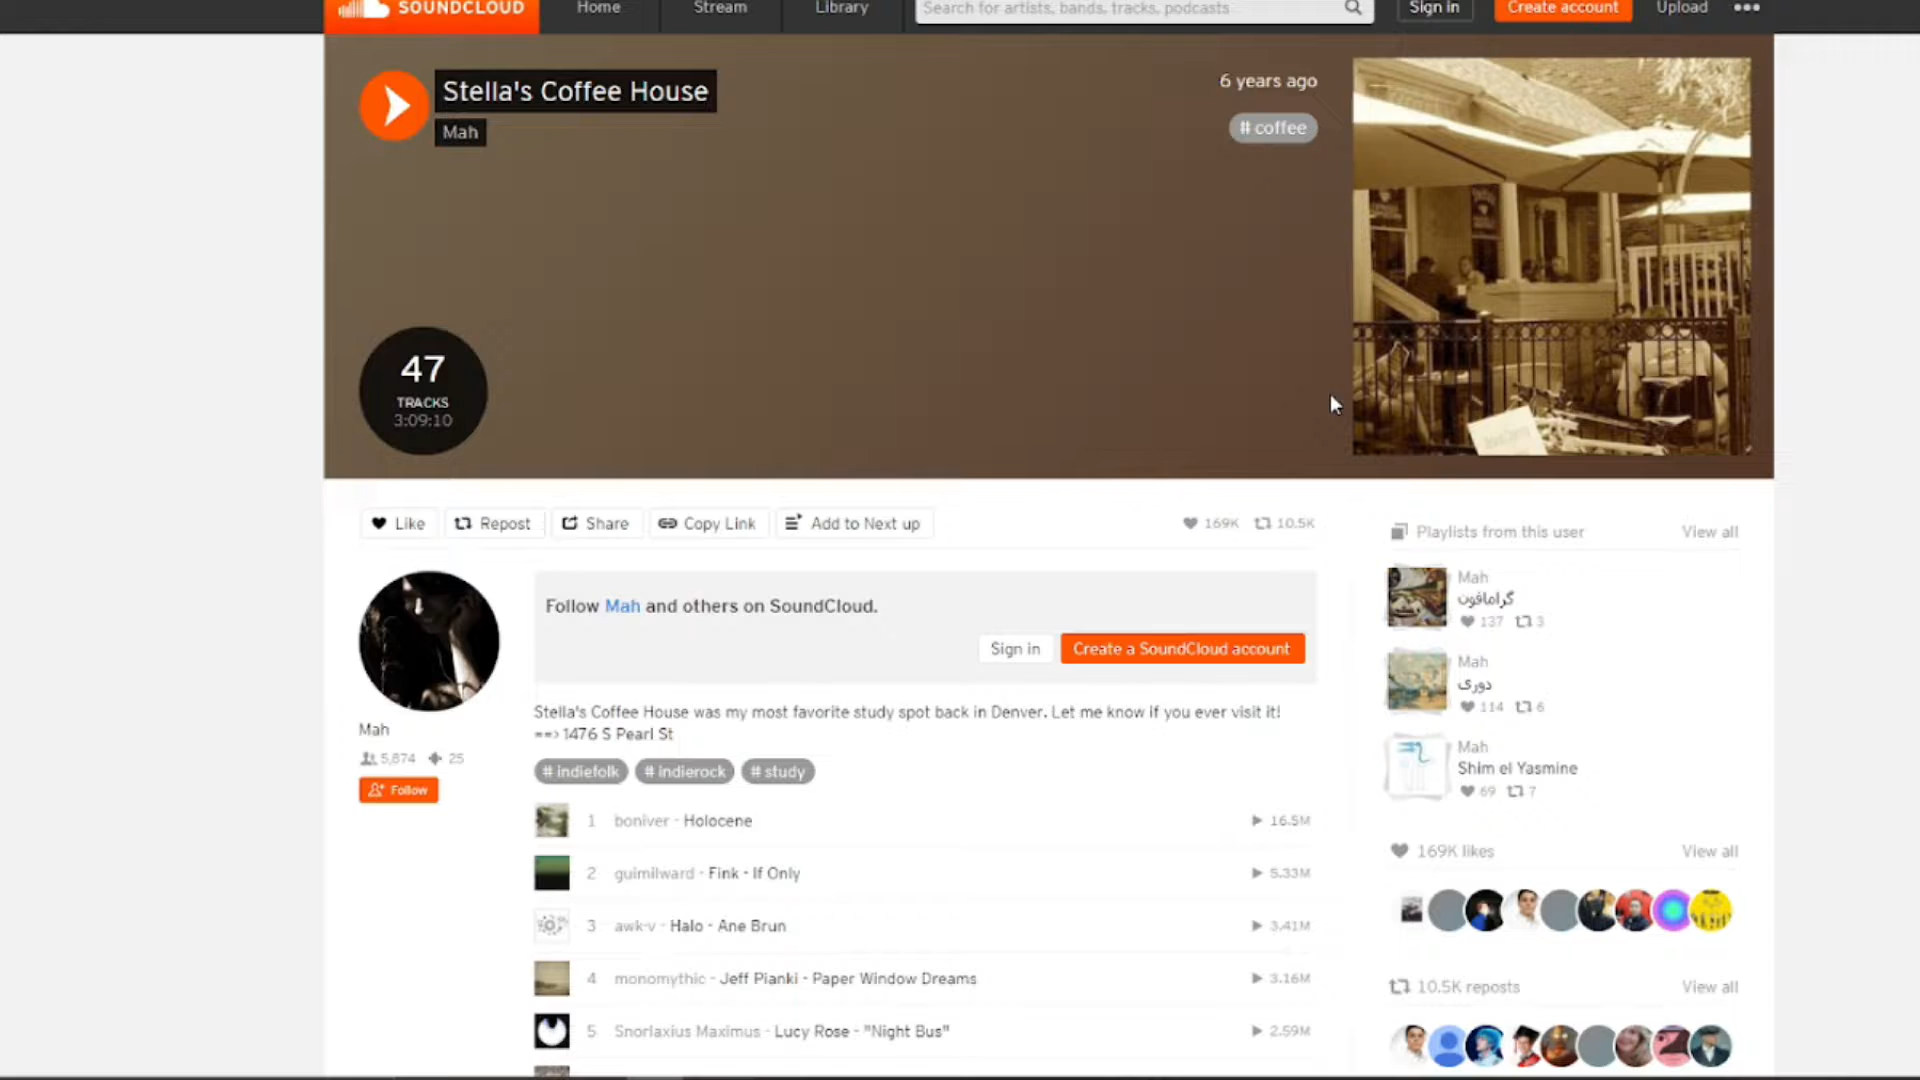 SOUNDCLOUD
Home
Stream
Library
Search for artists, bands, tracks, podcasts
Sign in
Create account
Upload
Stella's Coffee House
Mah
6 years ago
# coffee
47
TRACKS
3:09:10
Like
Repost
Share
Copy Link
Add to Next up
169K
10.5K
Mah
5,874 25
Follow
Follow Mah and others on SoundCloud.
Sign in
Create a SoundCloud account
Stella's Coffee House was my most favorite study spot back in Denver. Let me know if you ever visit it!
==> 1476 S Pearl St
# indiefolk # indierock # study
1 boniver - Holocene 16.5M
2 guimilward - Fink - If Only 5.33M
3 awk-v - Halo - Ane Brun 3.41M
4 monomythic - Jeff Pianki - Paper Window Dreams 3.16M
5 Snorlaxius Maximus - Lucy Rose - "Night Bus" 2.59M
Playlists from this user
View all
Mah
گرامافون
137 3
Mah
دوری
114 6
Mah
Shim el Yasmine
69 7
169K likes
View all
10.5K reposts
View all